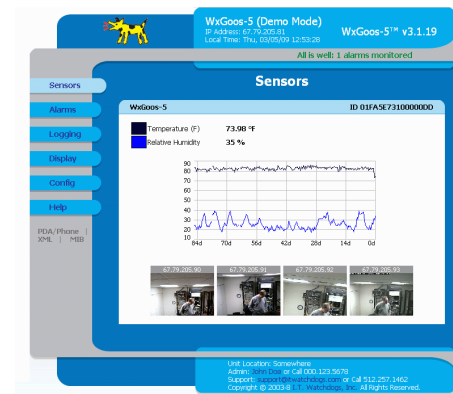 WxGoos-5 (Demo Mode)
IP Address: 67.79.205.81
Local Time: Thu, 03/05/09 12:53:28
WxGoos-5™ v3.1.19
All is well: 1 alarms monitored
Sensors
Alarms
Logging
Display
Config
Help
PDA/Phone |
XML | MIB
Sensors
WxGoos-5 ID 01FA5E73100000DD
Temperature (F) 73.98 °F
Relative Humidity 35 %
90
80
70
60
50
40
30
20
10
84d 70d 56d 42d 28d 14d 0d
67.79.205.90 67.79.205.91 67.79.205.92 67.79.205.93
Unit Location: Somewhere
Admin: John Doe or Call 000.123.5678
Support: support@itwatchdogs.com or Call 512.257.1462
Copyright © 2003-8 I.T. Watchdogs, Inc. All Rights Reserved.